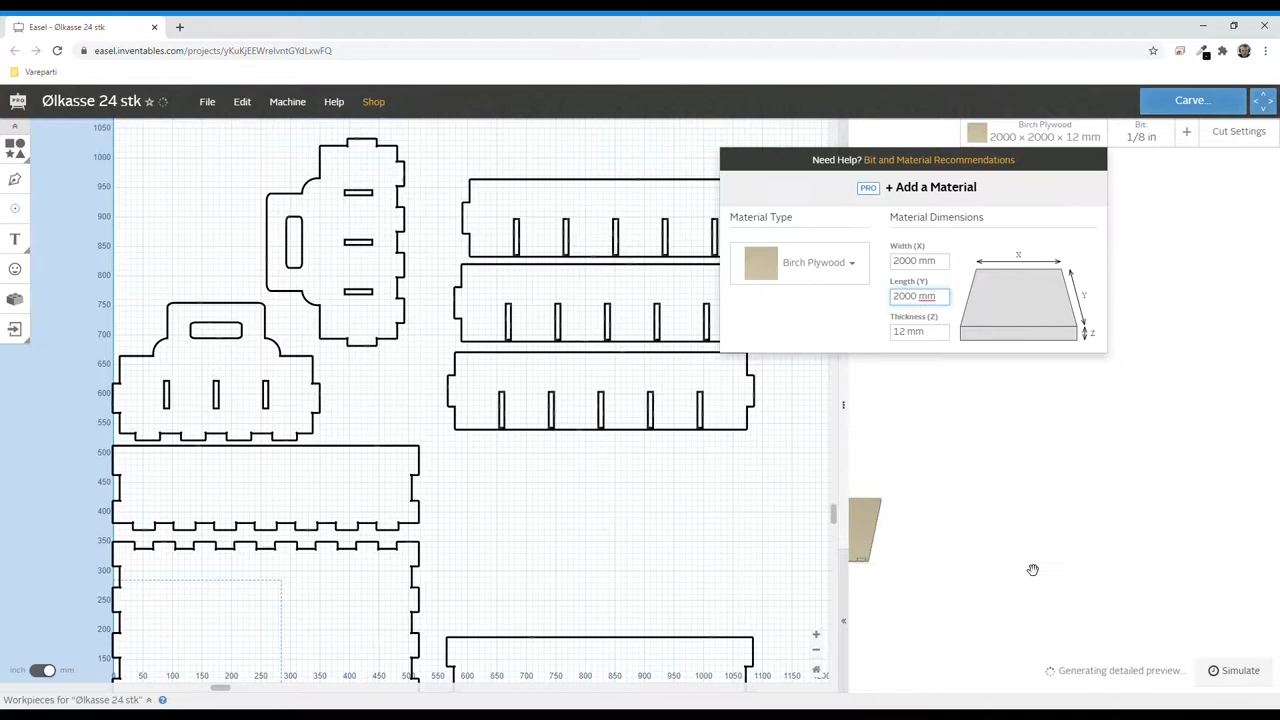 Easel - Ølkasse 24 stk
easel.inventables.com/projects/yKuKjEEWreIvntGYdLxwFQ
Vareparti
PRO
Ølkasse 24 stk
File Edit Machine Help Shop
Carve...
Birch Plywood
2000 × 2000 × 12 mm
Bit:
1/8 in
Cut Settings
Need Help? Bit and Material Recommendations
PRO + Add a Material
Material Type
Birch Plywood
Material Dimensions
Width (X)
2000 mm
Length (Y)
2000 mm
Thickness (Z)
12 mm
X
Y
Z
T
1050
1000
950
900
850
800
750
700
650
600
550
500
450
400
350
300
250
200
150
50 100 150 200 250 300 350 400 450 500 550 600 650 700 750 800 850 900 950 1000 1050 1100 1150
inch mm
Generating detailed preview...
Simulate
Workpieces for "Ølkasse 24 stk"